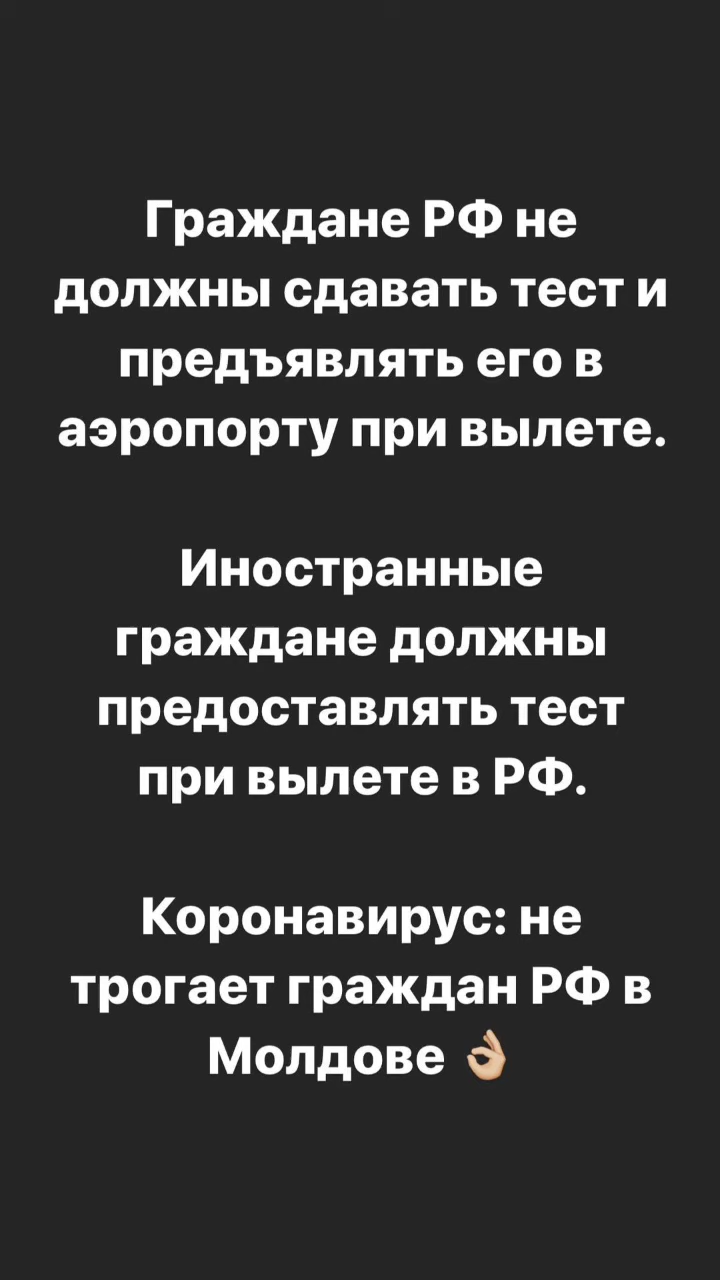 Граждане РФ не
должны сдавать тест и
предъявлять его в
аэропорту при вылете.
Иностранные
граждане должны
предоставлять тест
при вылете в РФ.
Коронавирус: не
трогает граждан РФ в
Молдове 👌🏼